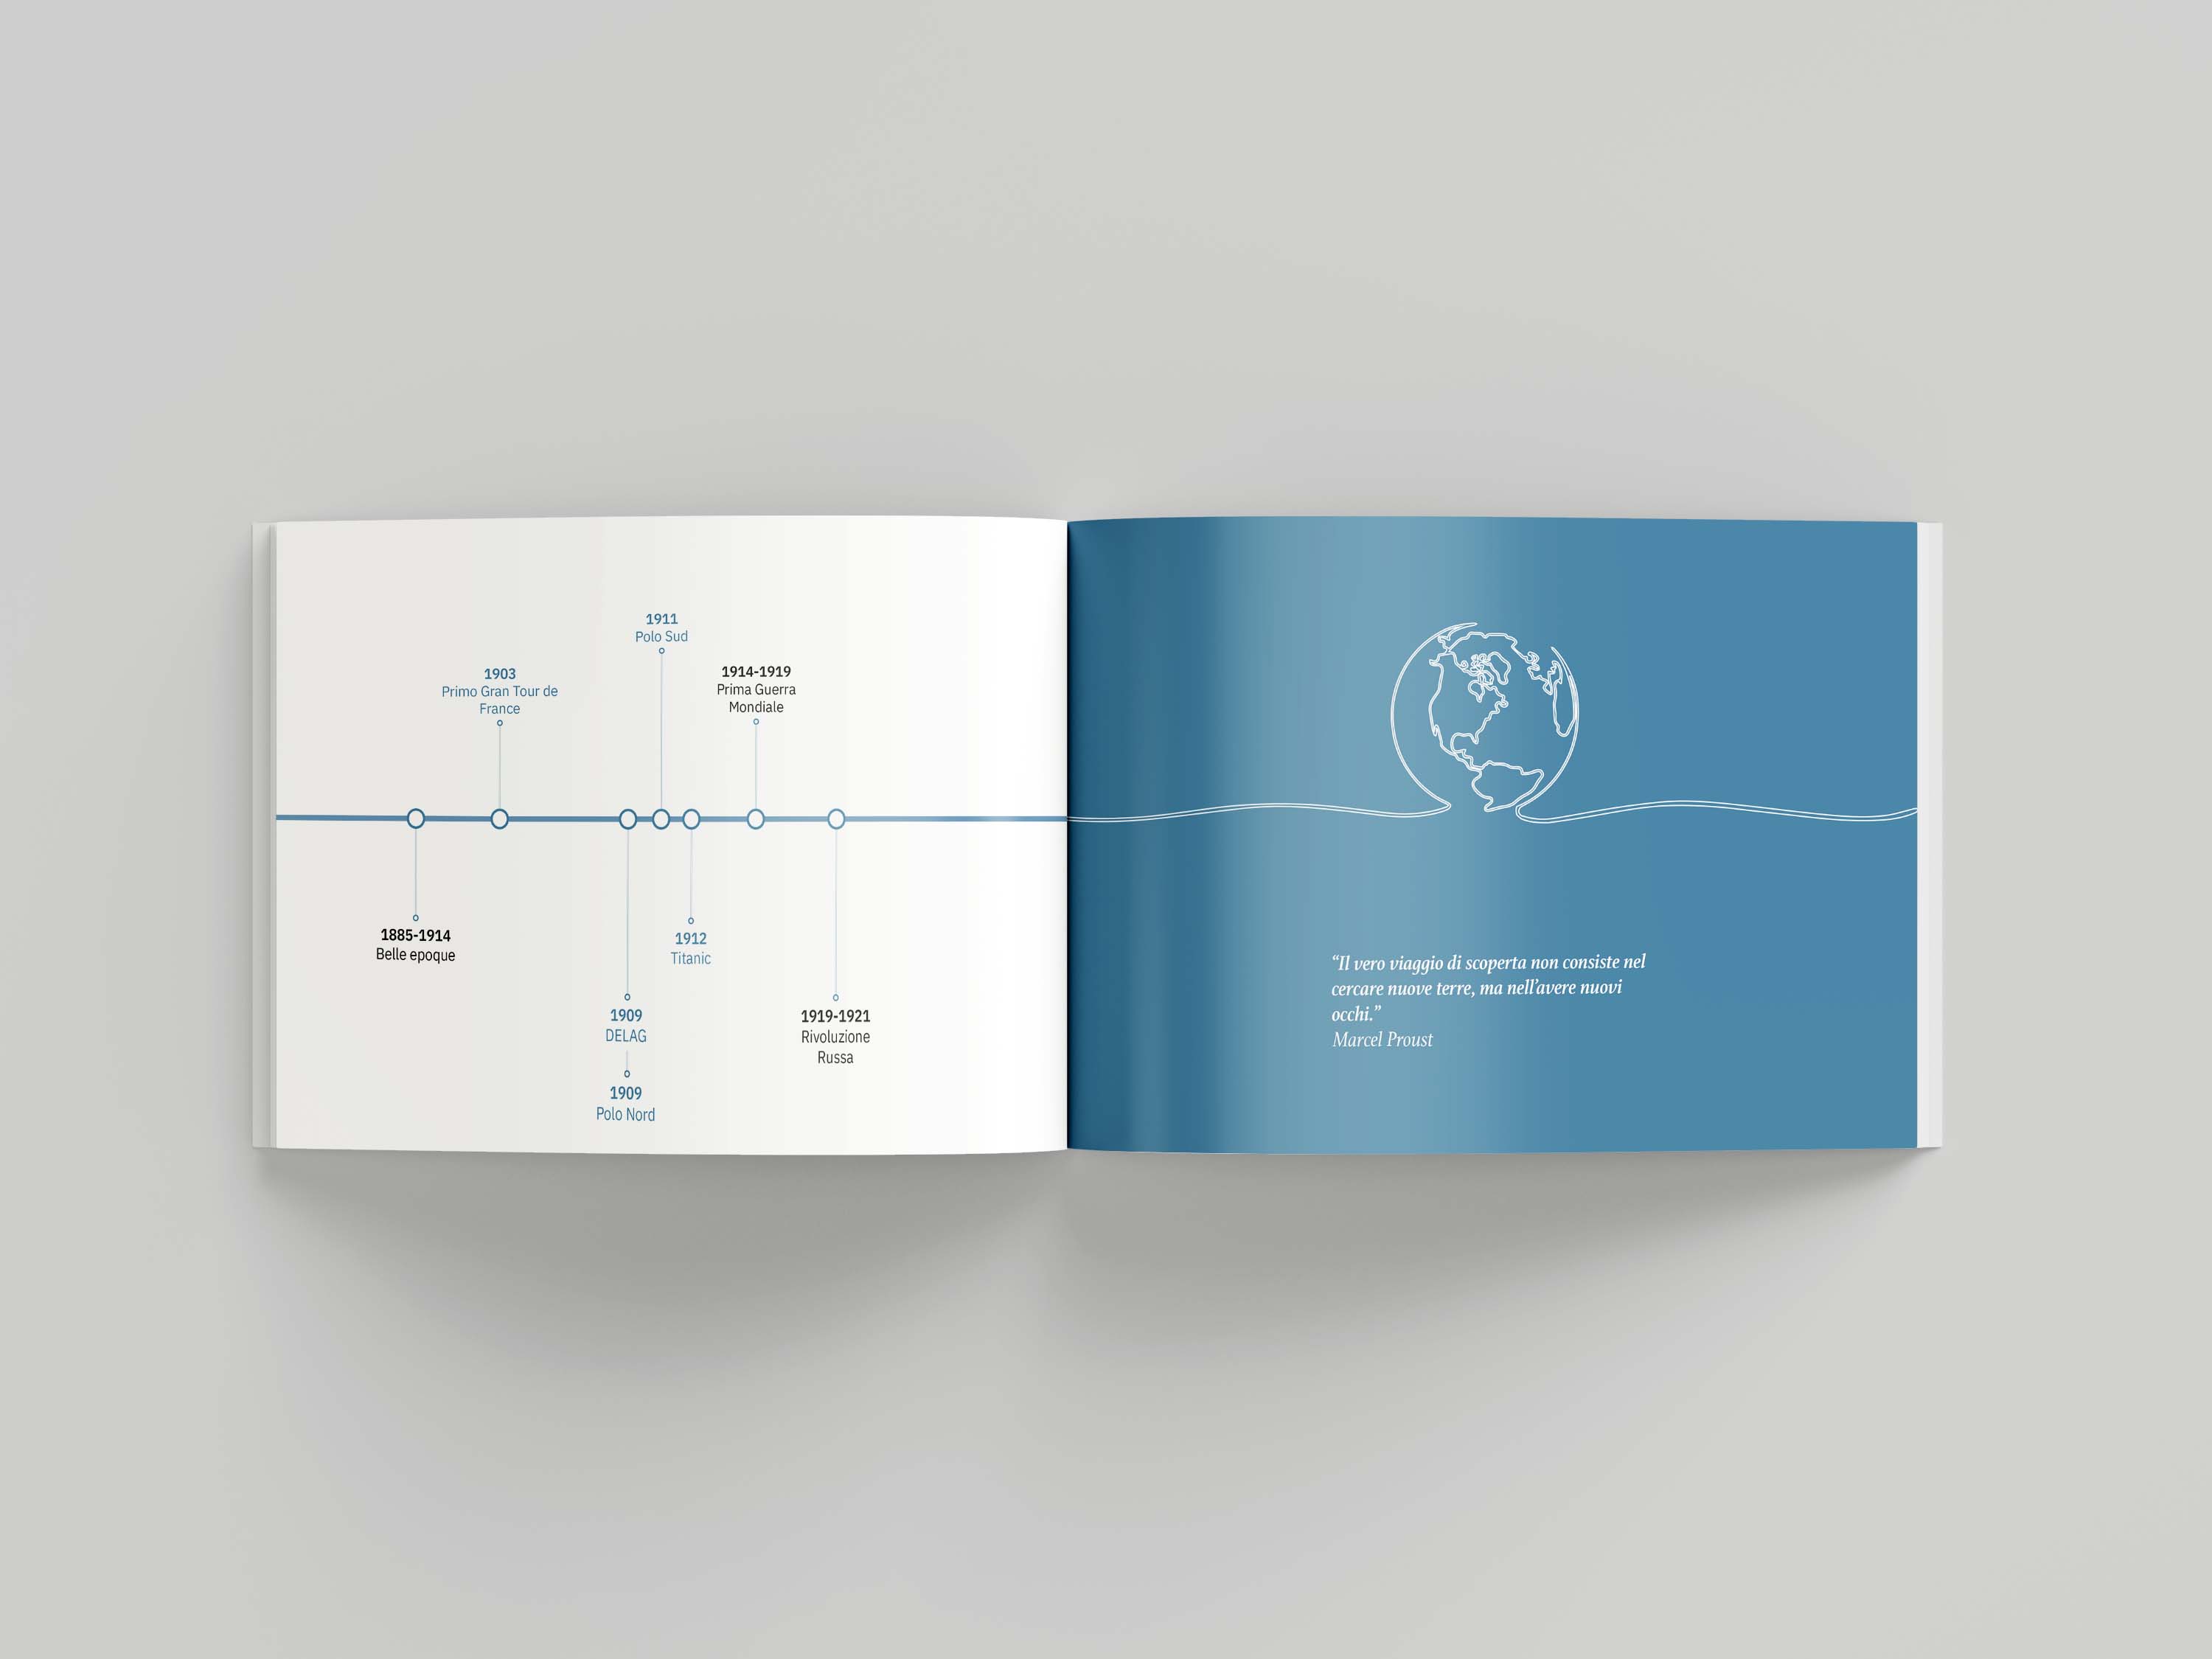 1911
Polo Sud
1903
Primo Gran Tour de
France
1914-1919
Prima Guerra
Mondiale
1885-1914
Belle epoque
1912
Titanic
1909
DELAG
1919-1921
Rivoluzione
Russa
1909
Polo Nord
“Il vero viaggio di scoperta non consiste nel
cercare nuove terre, ma nell’avere nuovi
occhi.”
Marcel Proust